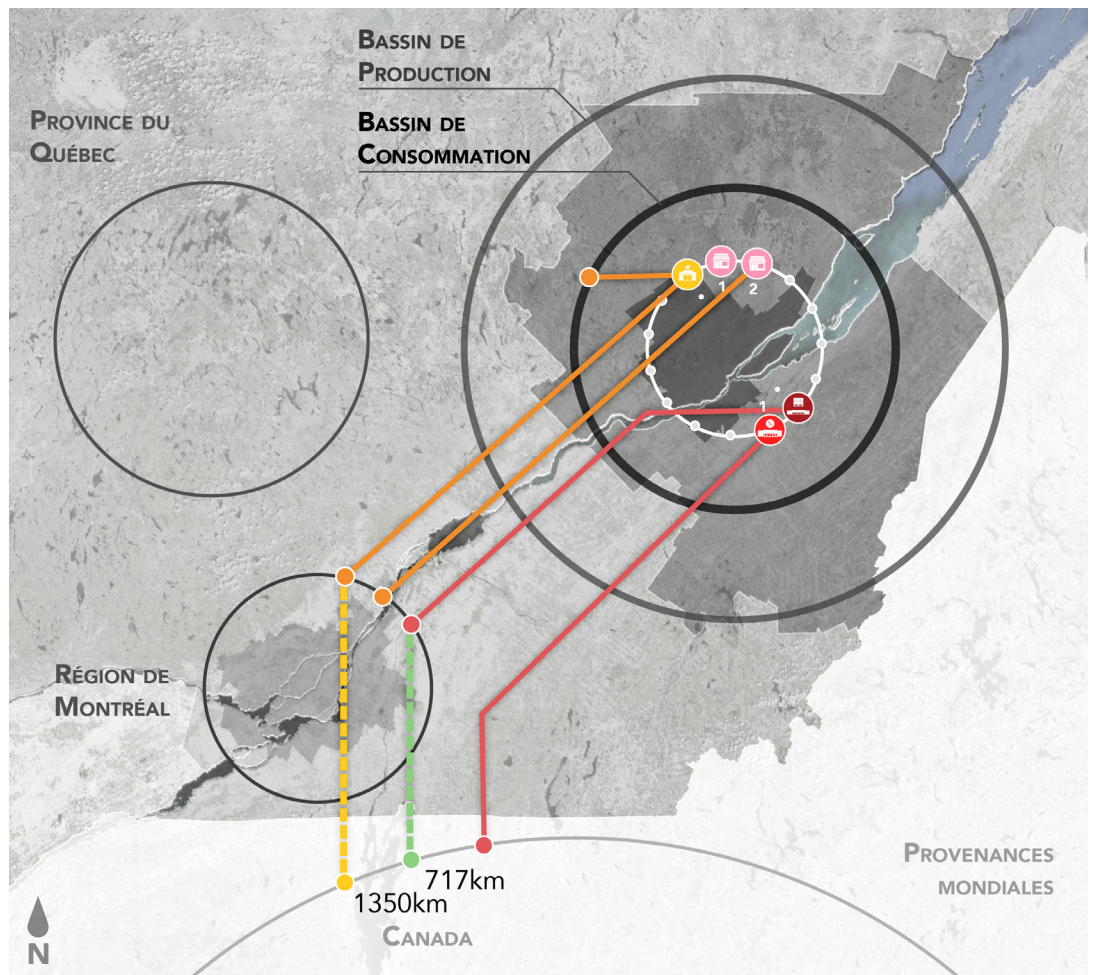 Bassin de
Production
Province du
Québec
Bassin de
Consommation
1
2
1
Région de
Montréal
717km
1350km
Canada
Provenances
mondiales
N